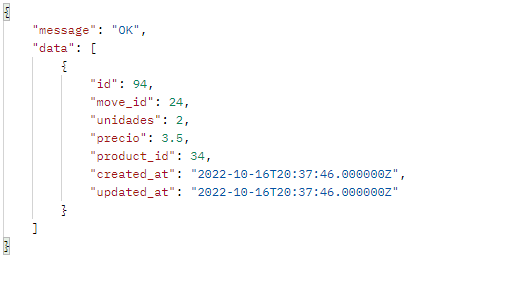 {
    "message": "OK",
    "data": [
        {
            "id": 94,
            "move_id": 24,
            "unidades": 2,
            "precio": 3.5,
            "product_id": 34,
            "created_at": "2022-10-16T20:37:46.000000Z",
            "updated_at": "2022-10-16T20:37:46.000000Z"
        }
    ]
}